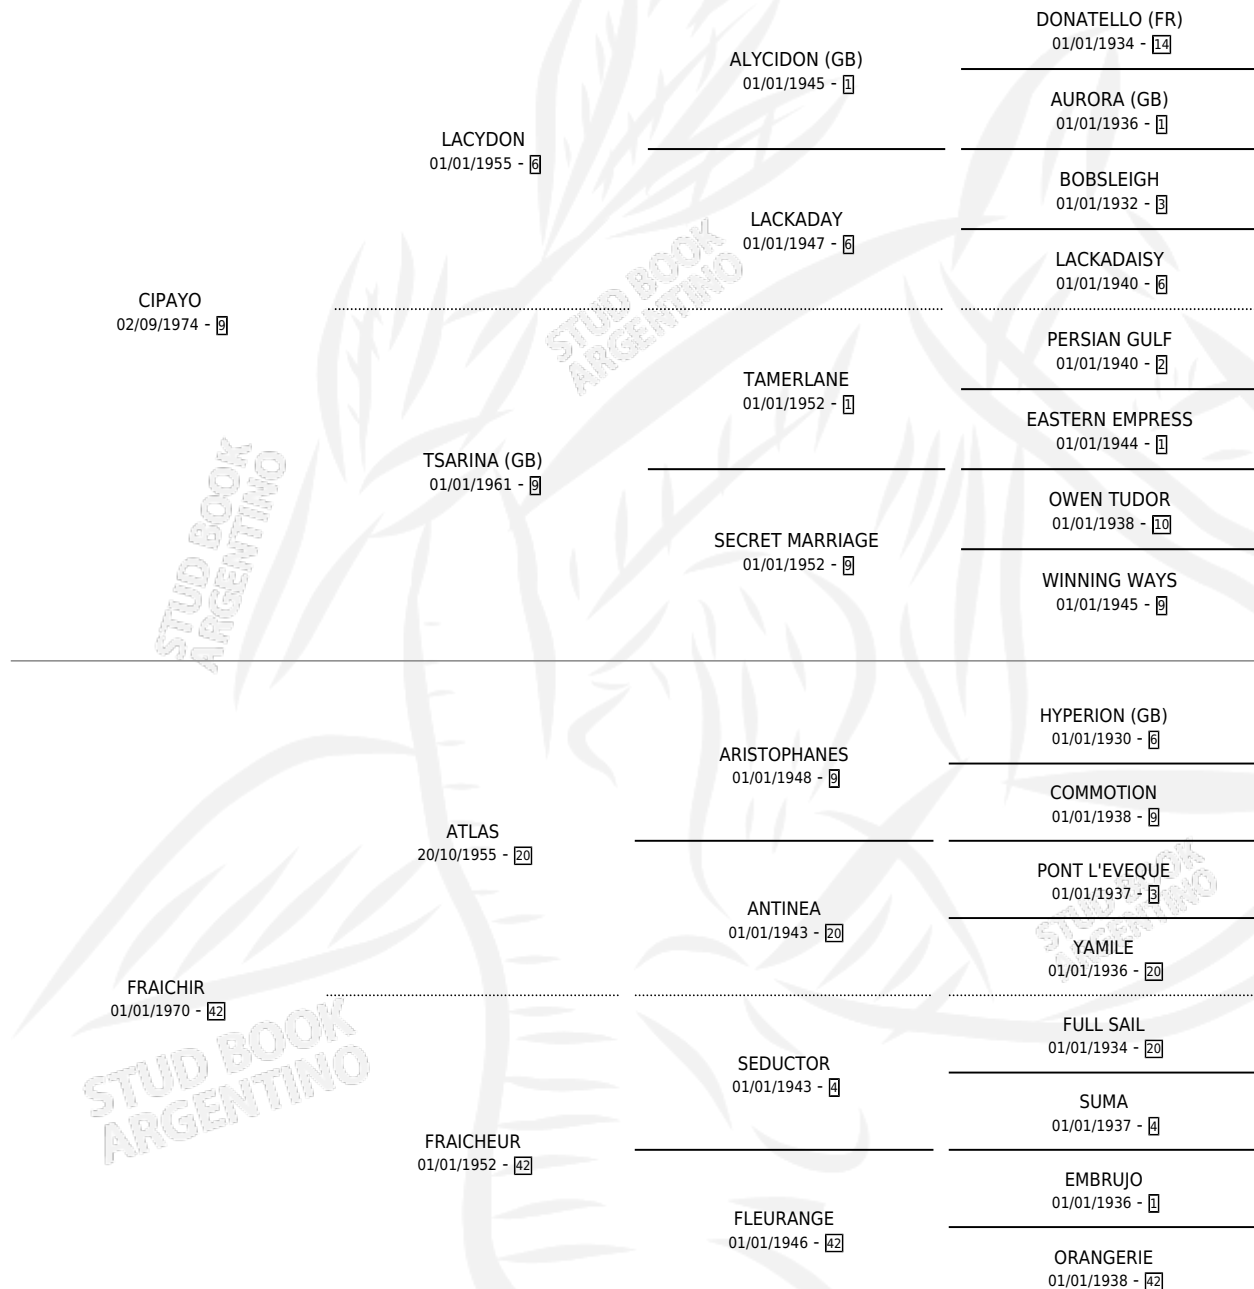 DONATELLO (FR)
01/01/1934 - 14
ALYCIDON (GB)
01/01/1945 - 1
AURORA (GB)
01/01/1936 - 1
LACYDON
01/01/1955 - 6
BOBSLEIGH
01/01/1932 - 3
LACKADAY
01/01/1947 - 6
LACKADAISY
01/01/1940 - 6
CIPAYO
02/09/1974 - 9
STUD BOOK
ARGENTINO
PERSIAN GULF
01/01/1940 - 2
TAMERLANE
01/01/1952 - 1
EASTERN EMPRESS
01/01/1944 - 1
TSARINA (GB)
01/01/1961 - 9
OWEN TUDOR
01/01/1938 - 10
SECRET MARRIAGE
01/01/1952 - 9
WINNING WAYS
01/01/1945 - 9
STUD BOOK
ARGENTINO
HYPERION (GB)
01/01/1930 - 6
ARISTOPHANES
01/01/1948 - 9
COMMOTION
01/01/1938 - 9
ATLAS
20/10/1955 - 20
PONT L'EVEQUE
01/01/1937 - 3
ANTINEA
01/01/1943 - 20
YAMILE
01/01/1936 - 20
STUD BOOK
ARGENTINO
FRAICHIR
01/01/1970 - 42
FULL SAIL
01/01/1934 - 20
SEDUCTOR
01/01/1943 - 4
SUMA
01/01/1937 - 4
STUD BOOK
ARGENTINO
FRAICHEUR
01/01/1952 - 42
EMBRUJO
01/01/1936 - 1
FLEURANGE
01/01/1946 - 42
ORANGERIE
01/01/1938 - 42